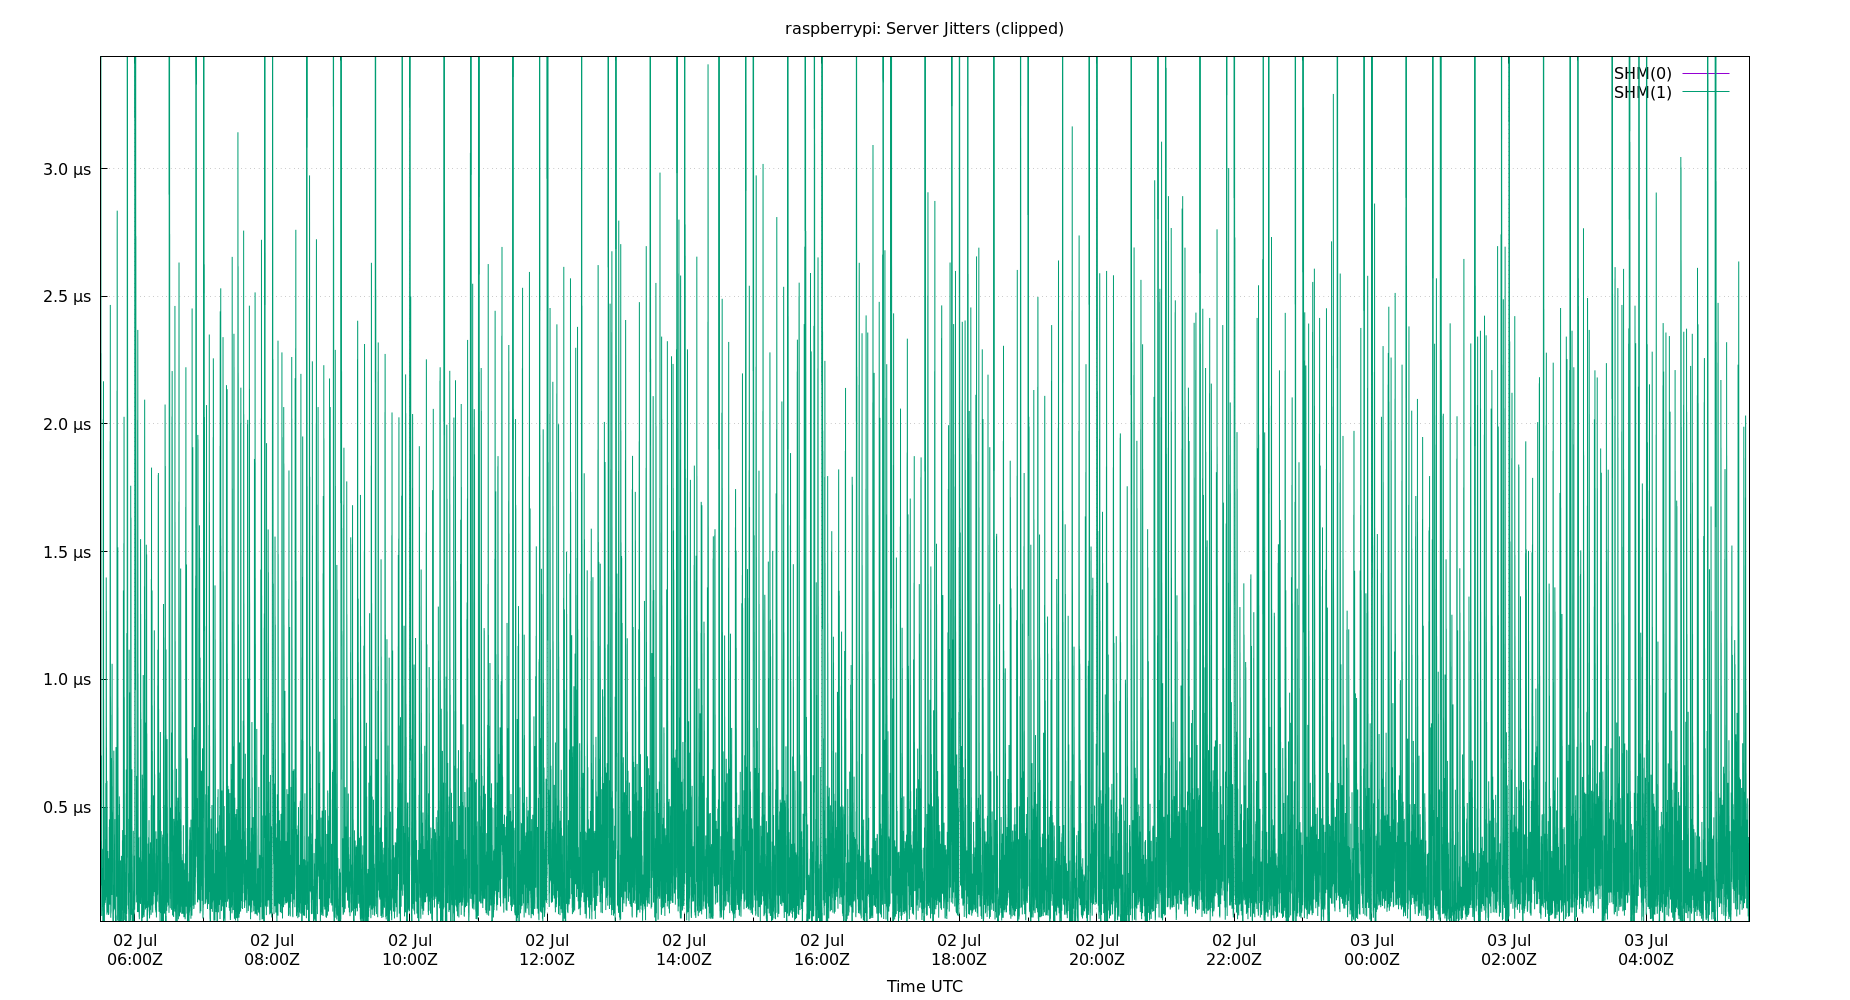 raspberrypi: Server Jitters (clipped)
SHM(0)
SHM(1)
3.0 µs
2.5 µs
2.0 µs
1.5 µs
1.0 µs
0.5 µs
02 Jul 02 Jul 02 Jul 02 Jul 02 Jul 02 Jul 02 Jul 02 Jul 02 Jul 03 Jul 03 Jul 03 Jul
06:00Z 08:00Z 10:00Z 12:00Z 14:00Z 16:00Z 18:00Z 20:00Z 22:00Z 00:00Z 02:00Z 04:00Z
Time UTC